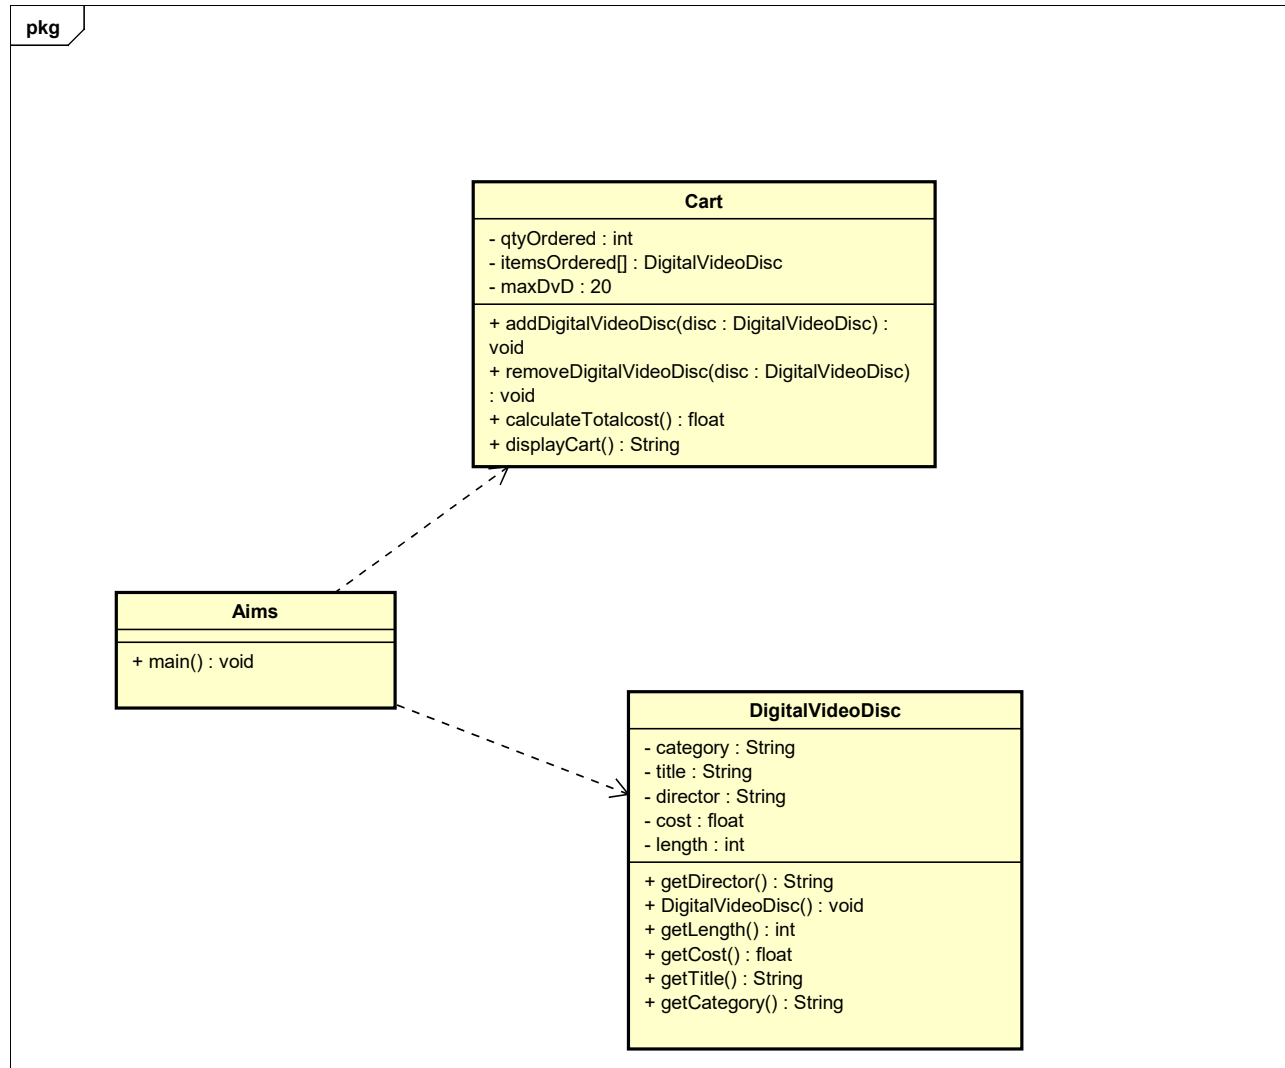 pkg
Cart
- qtyOrdered : int
- itemsOrdered[] : DigitalVideoDisc
- maxDvD : 20
+ addDigitalVideoDisc(disc : DigitalVideoDisc) :
void
+ removeDigitalVideoDisc(disc : DigitalVideoDisc)
: void
+ calculateTotalcost() : float
+ displayCart() : String
Aims
+ main() : void
DigitalVideoDisc
- category : String
- title : String
- director : String
- cost : float
- length : int
+ getDirector() : String
+ DigitalVideoDisc() : void
+ getLength() : int
+ getCost() : float
+ getTitle() : String
+ getCategory() : String